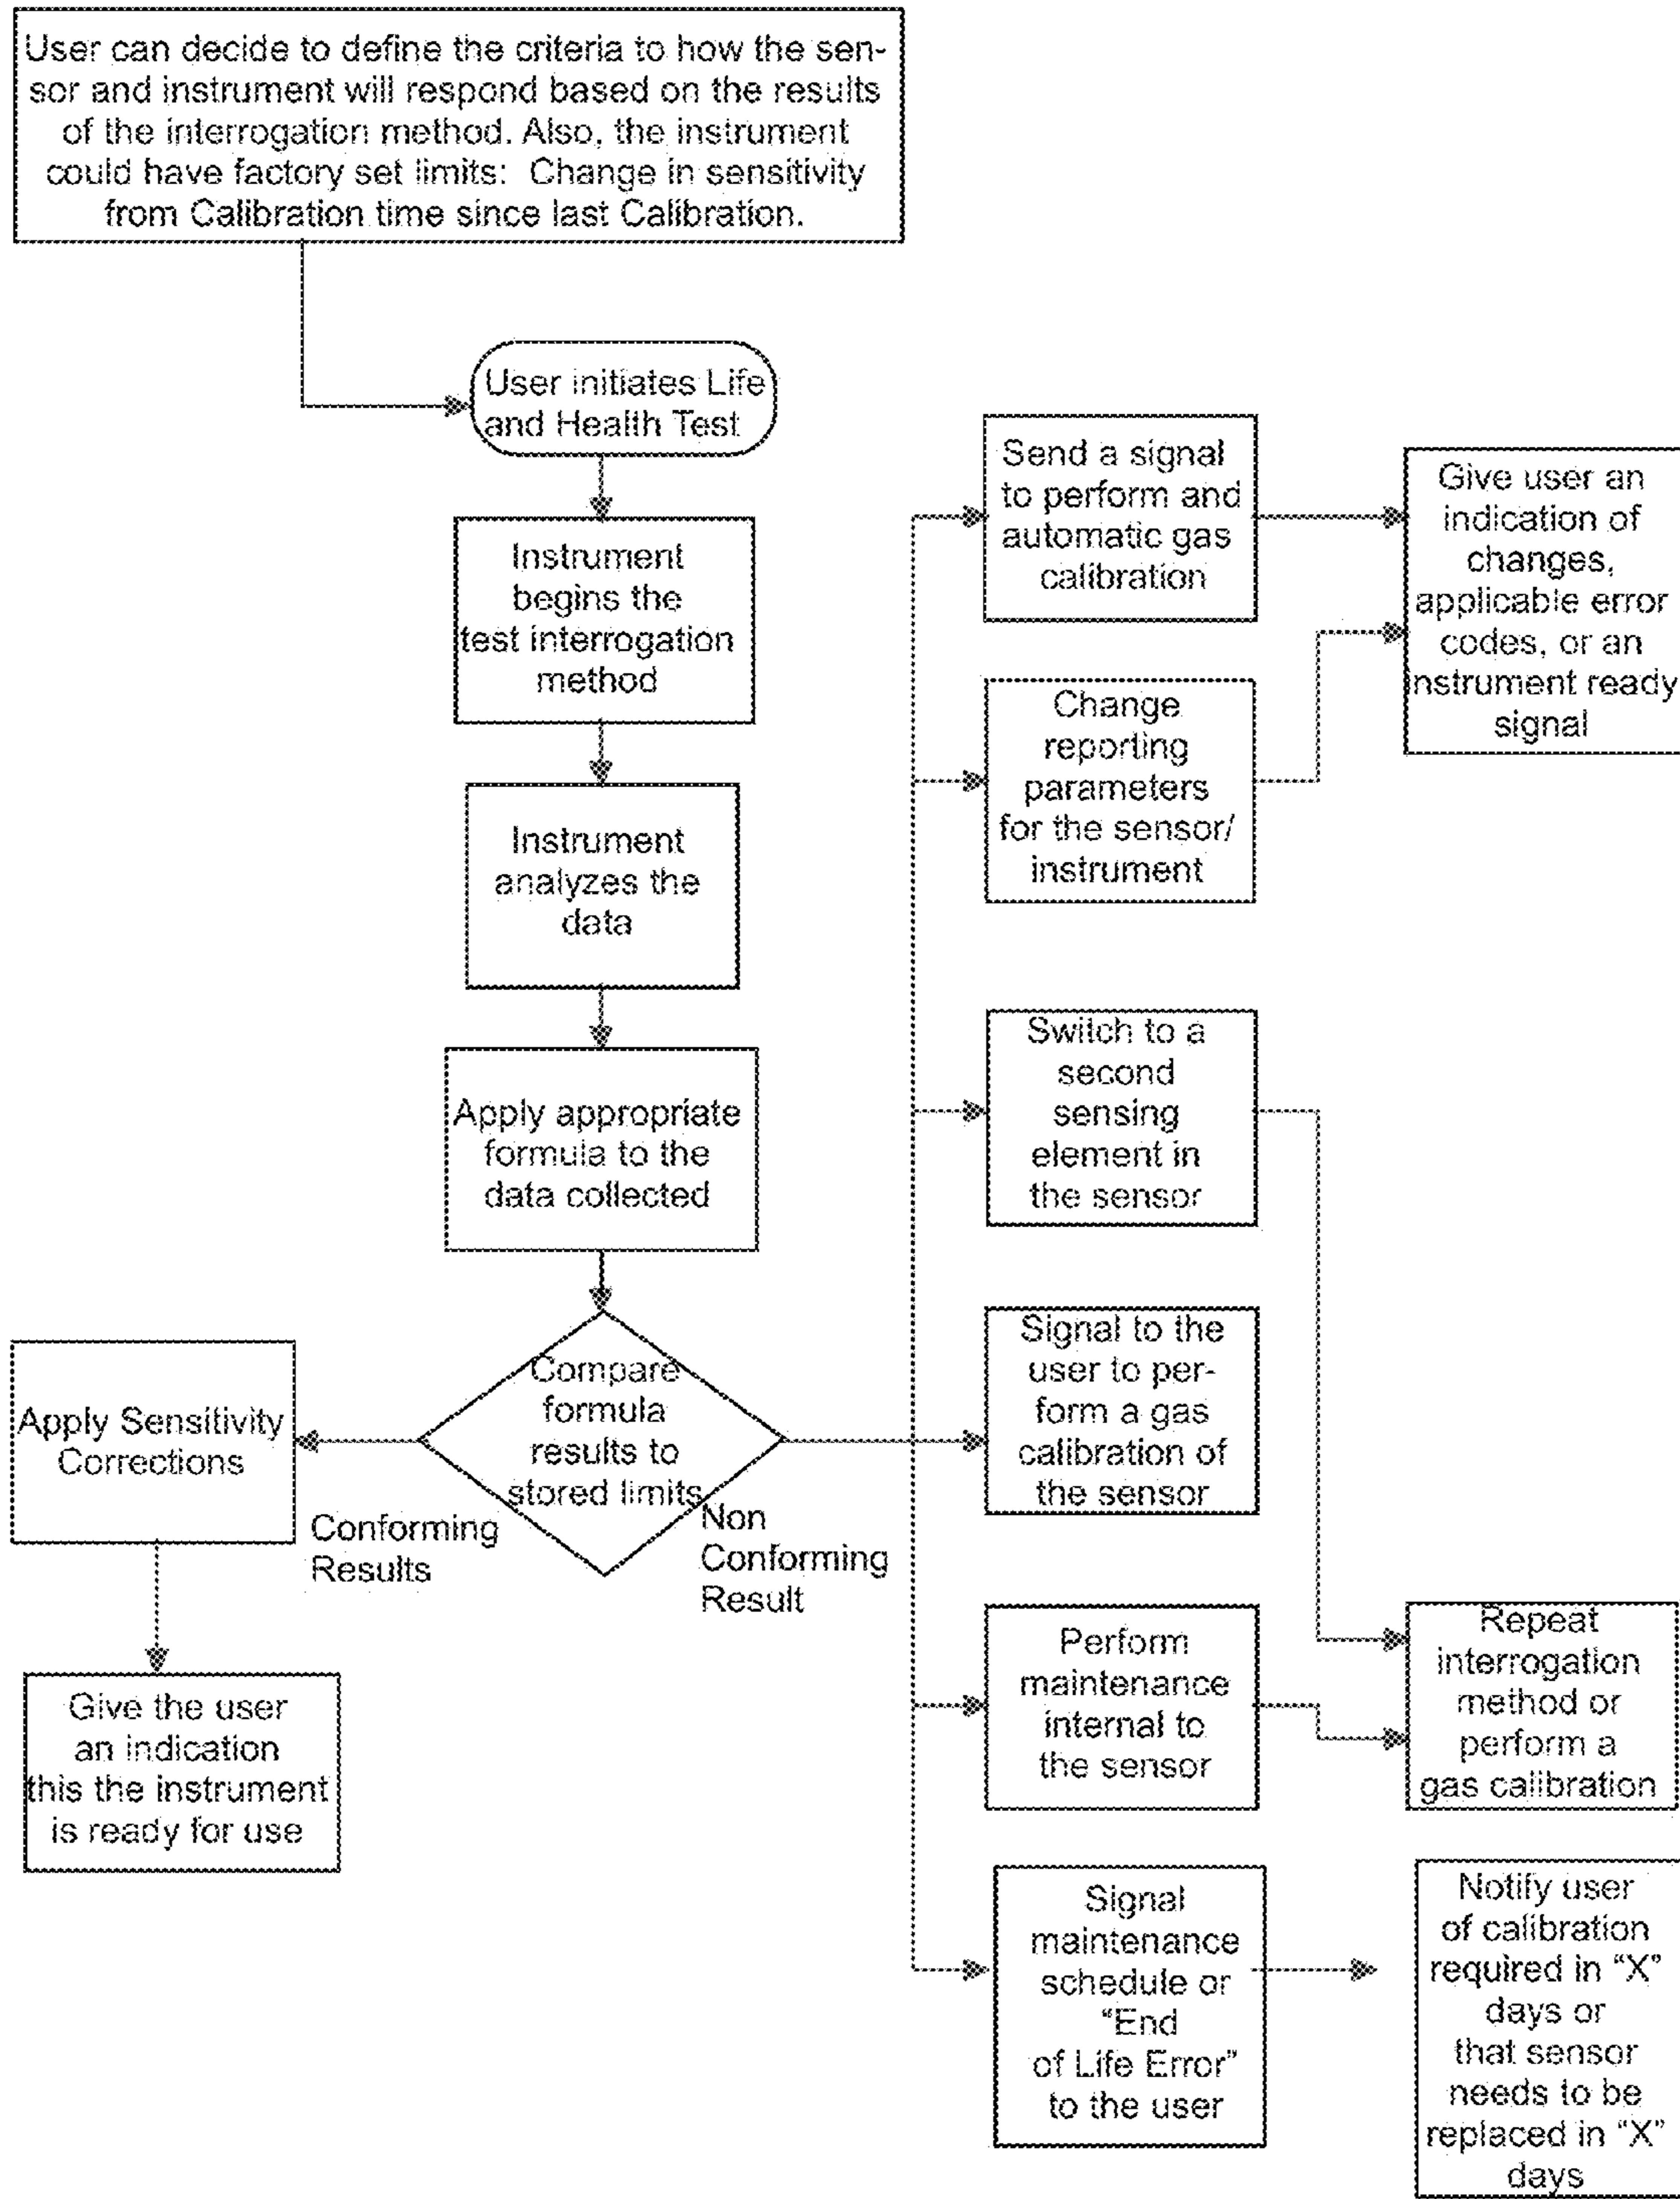 User can decide to define the criteria to how the sen-
sor and instrument will respond based on the results
of the interrogation method. Also, the instrument
could have factory set limits: Change in sensitivity
from Calibration time since last Calibration.
User initiates Life
and Health Test
Instrument
begins the
test interrogation
method
Instrument
analyzes the
data
Apply appropriate
formula to the
data collected
Compare
formula
results to
stored limits
Conforming
Results
Non
Conforming
Result
Apply Sensitivity
Corrections
Give the user
an indication
this the instrument
is ready for use
Send a signal
to perform and
automatic gas
calibration
Change
reporting
parameters
for the sensor/
instrument
Give user an
indication of
changes,
applicable error
codes, or an
instrument ready
signal
Switch to a
second
sensing
element in
the sensor
Signal to the
user to per-
form a gas
calibration of
the sensor
Perform
maintenance
internal to
the sensor
Repeat
interrogation
method or
perform a
gas calibration
Signal
maintenance
schedule or
“End
of Life Error”
to the user
Notify user
of calibration
required in “X”
days or
that sensor
needs to be
replaced in “X”
days